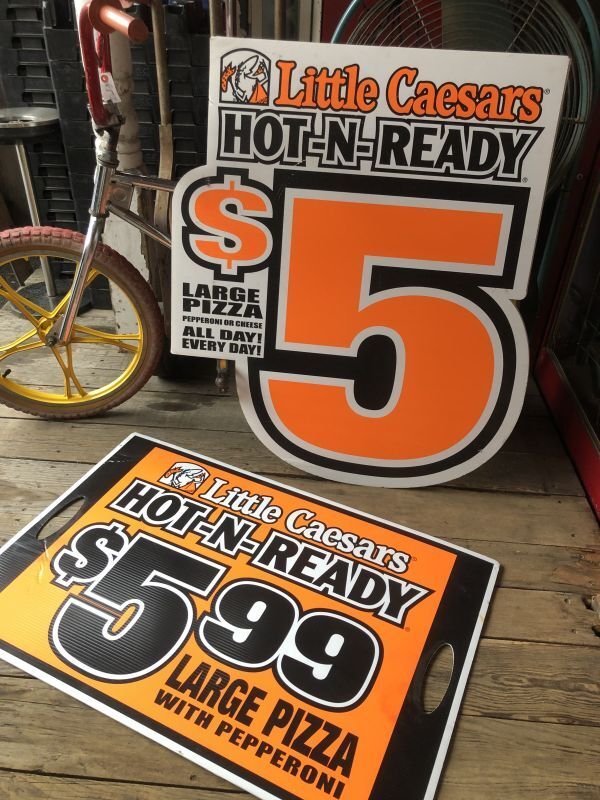 Little Caesars®
HOT-N-READY®
$5
LARGE
PIZZA
PEPPERONI OR CHEESE
ALL DAY!
EVERY DAY!
Little Caesars®
HOT-N-READY®
$599
LARGE PIZZA
WITH PEPPERONI